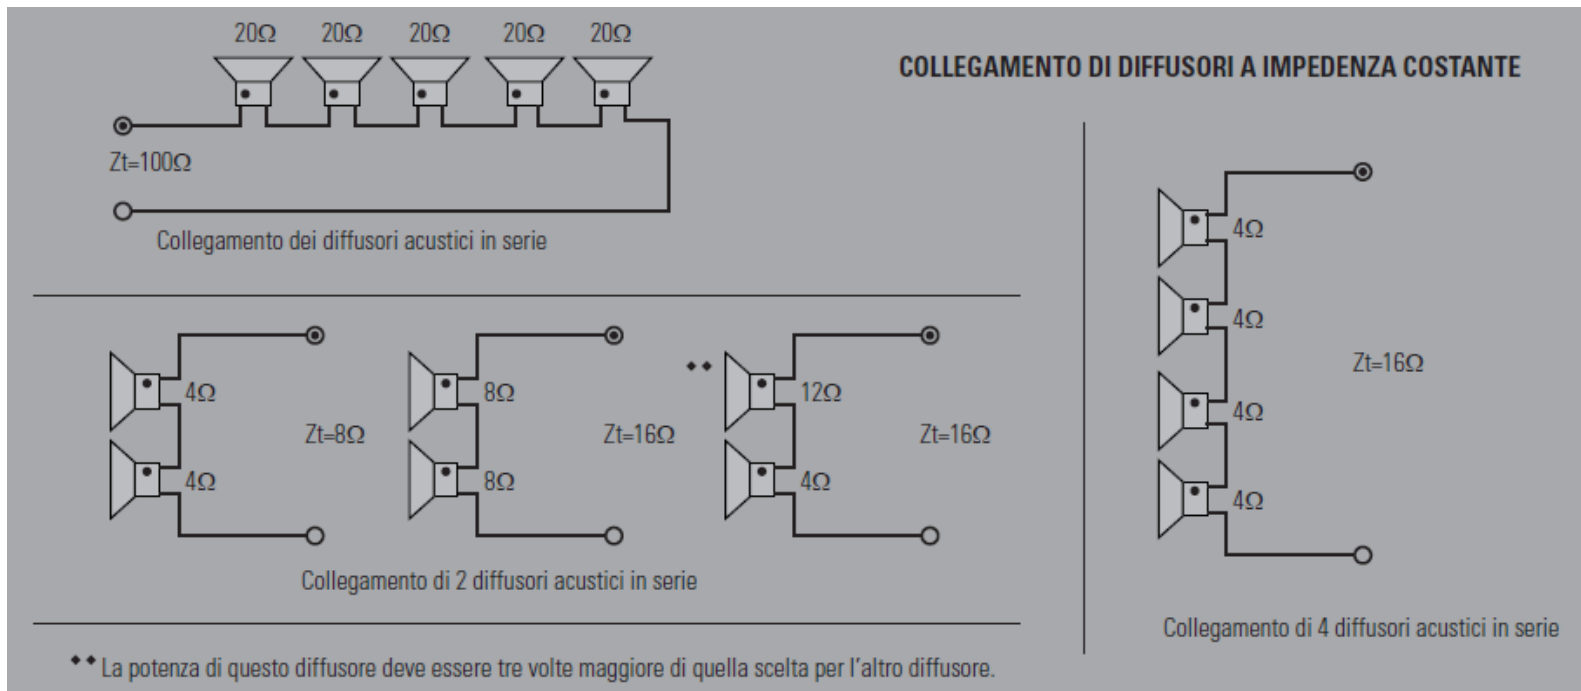 20Ω 20Ω 20Ω 20Ω 20Ω
COLLEGAMENTO DI DIFFUSORI A IMPEDENZA COSTANTE
Zt=100Ω
Collegamento dei diffusori acustici in serie
4Ω
4Ω
Zt=8Ω
8Ω
8Ω
Zt=16Ω
12Ω
4Ω
Zt=16Ω
Collegamento di 2 diffusori acustici in serie
La potenza di questo diffusore deve essere tre volte maggiore di quella scelta per l'altro diffusore.
4Ω
4Ω
4Ω
4Ω
Zt=16Ω
Collegamento di 4 diffusori acustici in serie